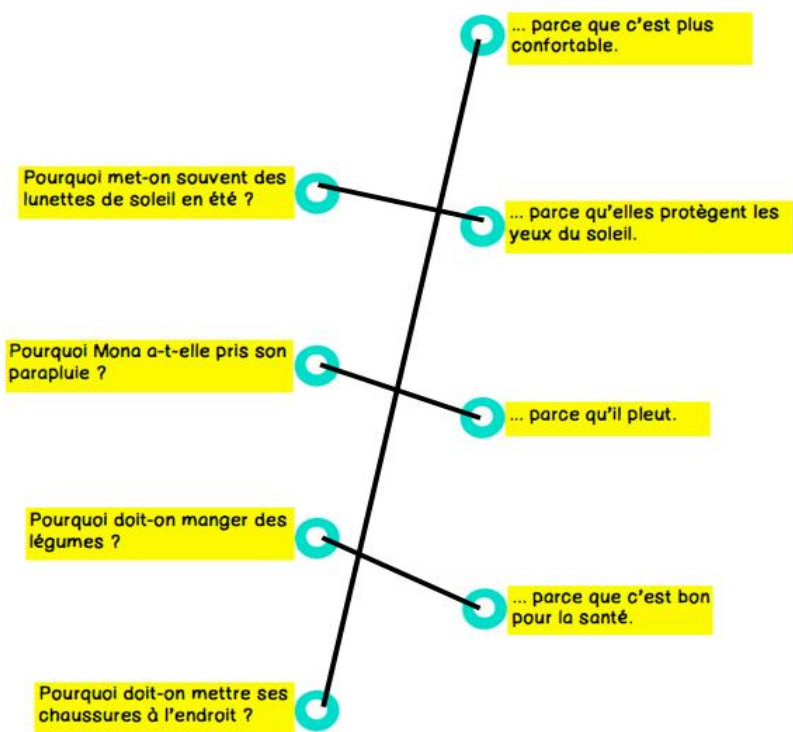 ... parce que c'est plus
confortable.
Pourquoi met-on souvent des
lunettes de soleil en été ?
... parce qu'elles protègent les
yeux du soleil.
Pourquoi Mona a-t-elle pris son
parapluie ?
... parce qu'il pleut.
Pourquoi doit-on manger des
légumes ?
... parce que c'est bon
pour la santé.
Pourquoi doit-on mettre ses
chaussures à l'endroit ?